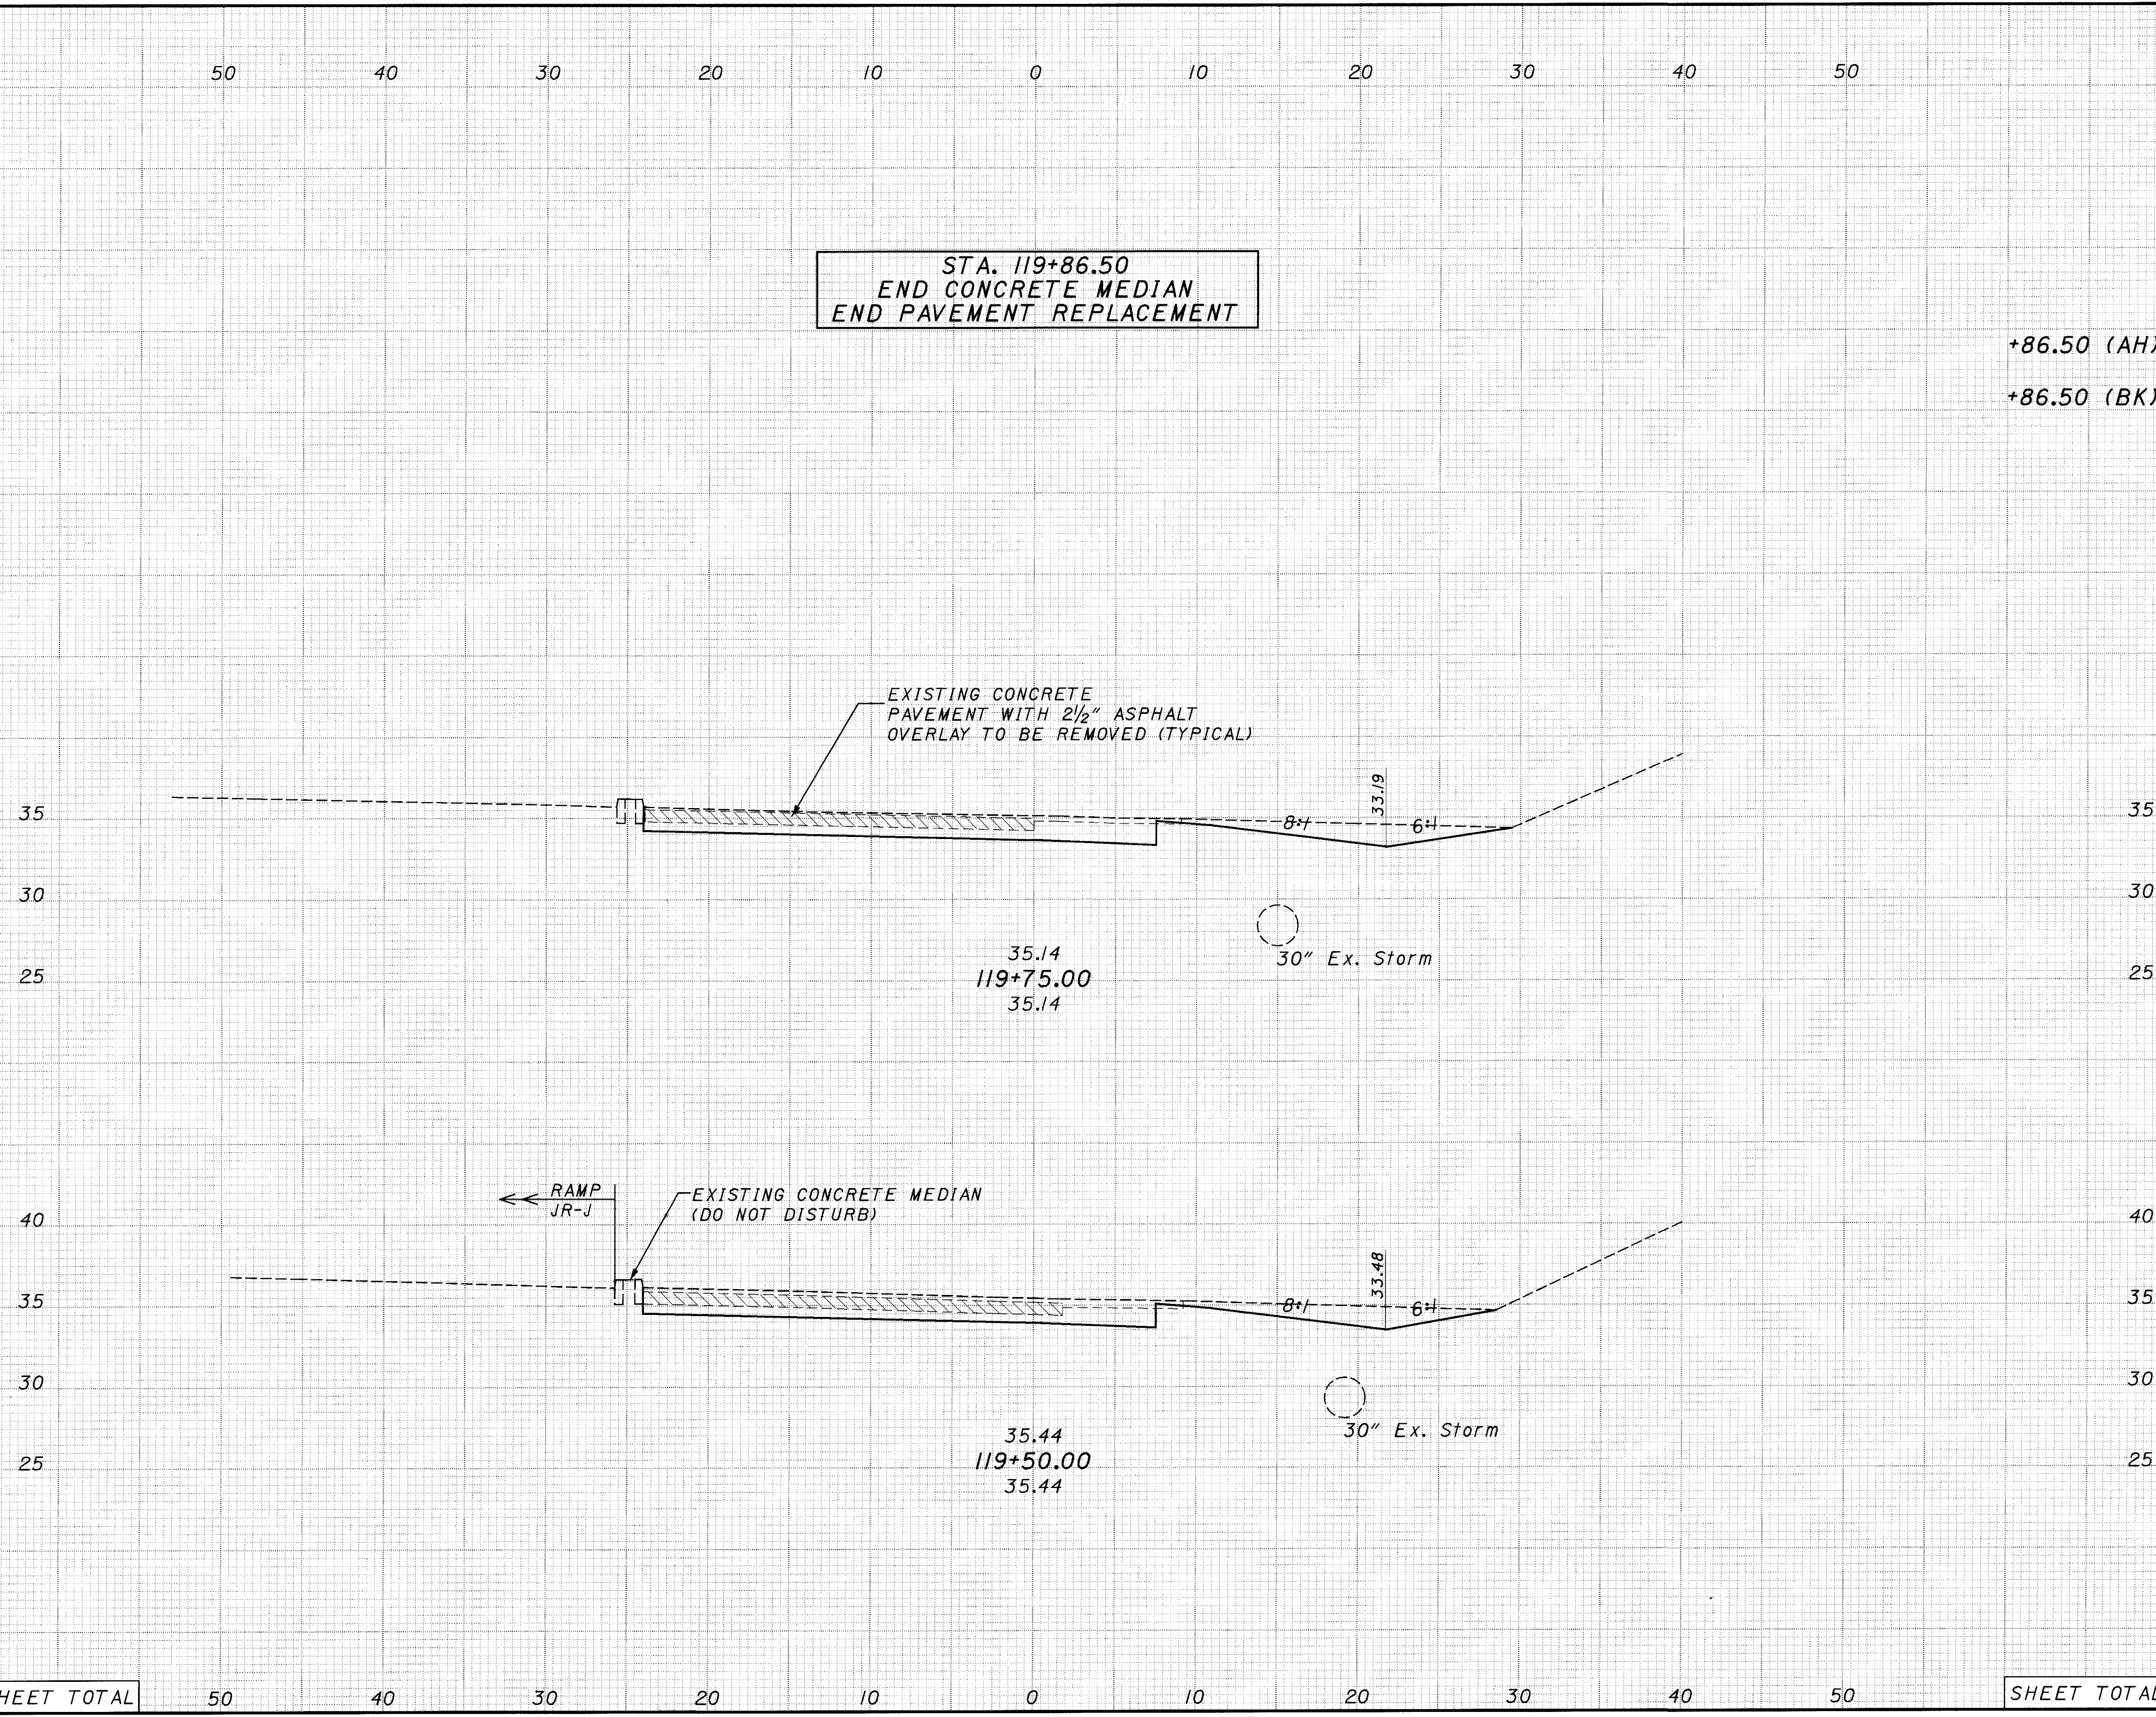 50 40 30 20 10 0 10 20 30 40 50
STA. 119+86.50
END CONCRETE MEDIAN
END PAVEMENT REPLACEMENT
+86.50 (AH)
+86.50 (BK)
EXISTING CONCRETE
PAVEMENT WITH 2½" ASPHALT
OVERLAY TO BE REMOVED (TYPICAL)
33.19
35 8:1 6:1 35
30 30
30" Ex. Storm
35.14
25 119+75.00 25
35.14
RAMP
JR-J
EXISTING CONCRETE MEDIAN
(DO NOT DISTURB)
40 40
33.48
35 8:1 6:1 35
30 30
30" Ex. Storm
35.44
25 119+50.00 25
35.44
HEET TOTAL 50 40 30 20 10 0 10 20 30 40 50 SHEET TOTAL